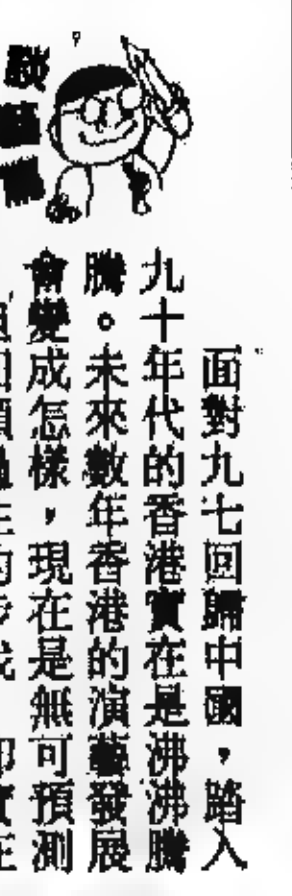 面對九七回歸中國，踏入
九十年代的香港實在是沸沸騰
騰。未來數年香港的演藝發展
會變成怎樣，現在是無可預測